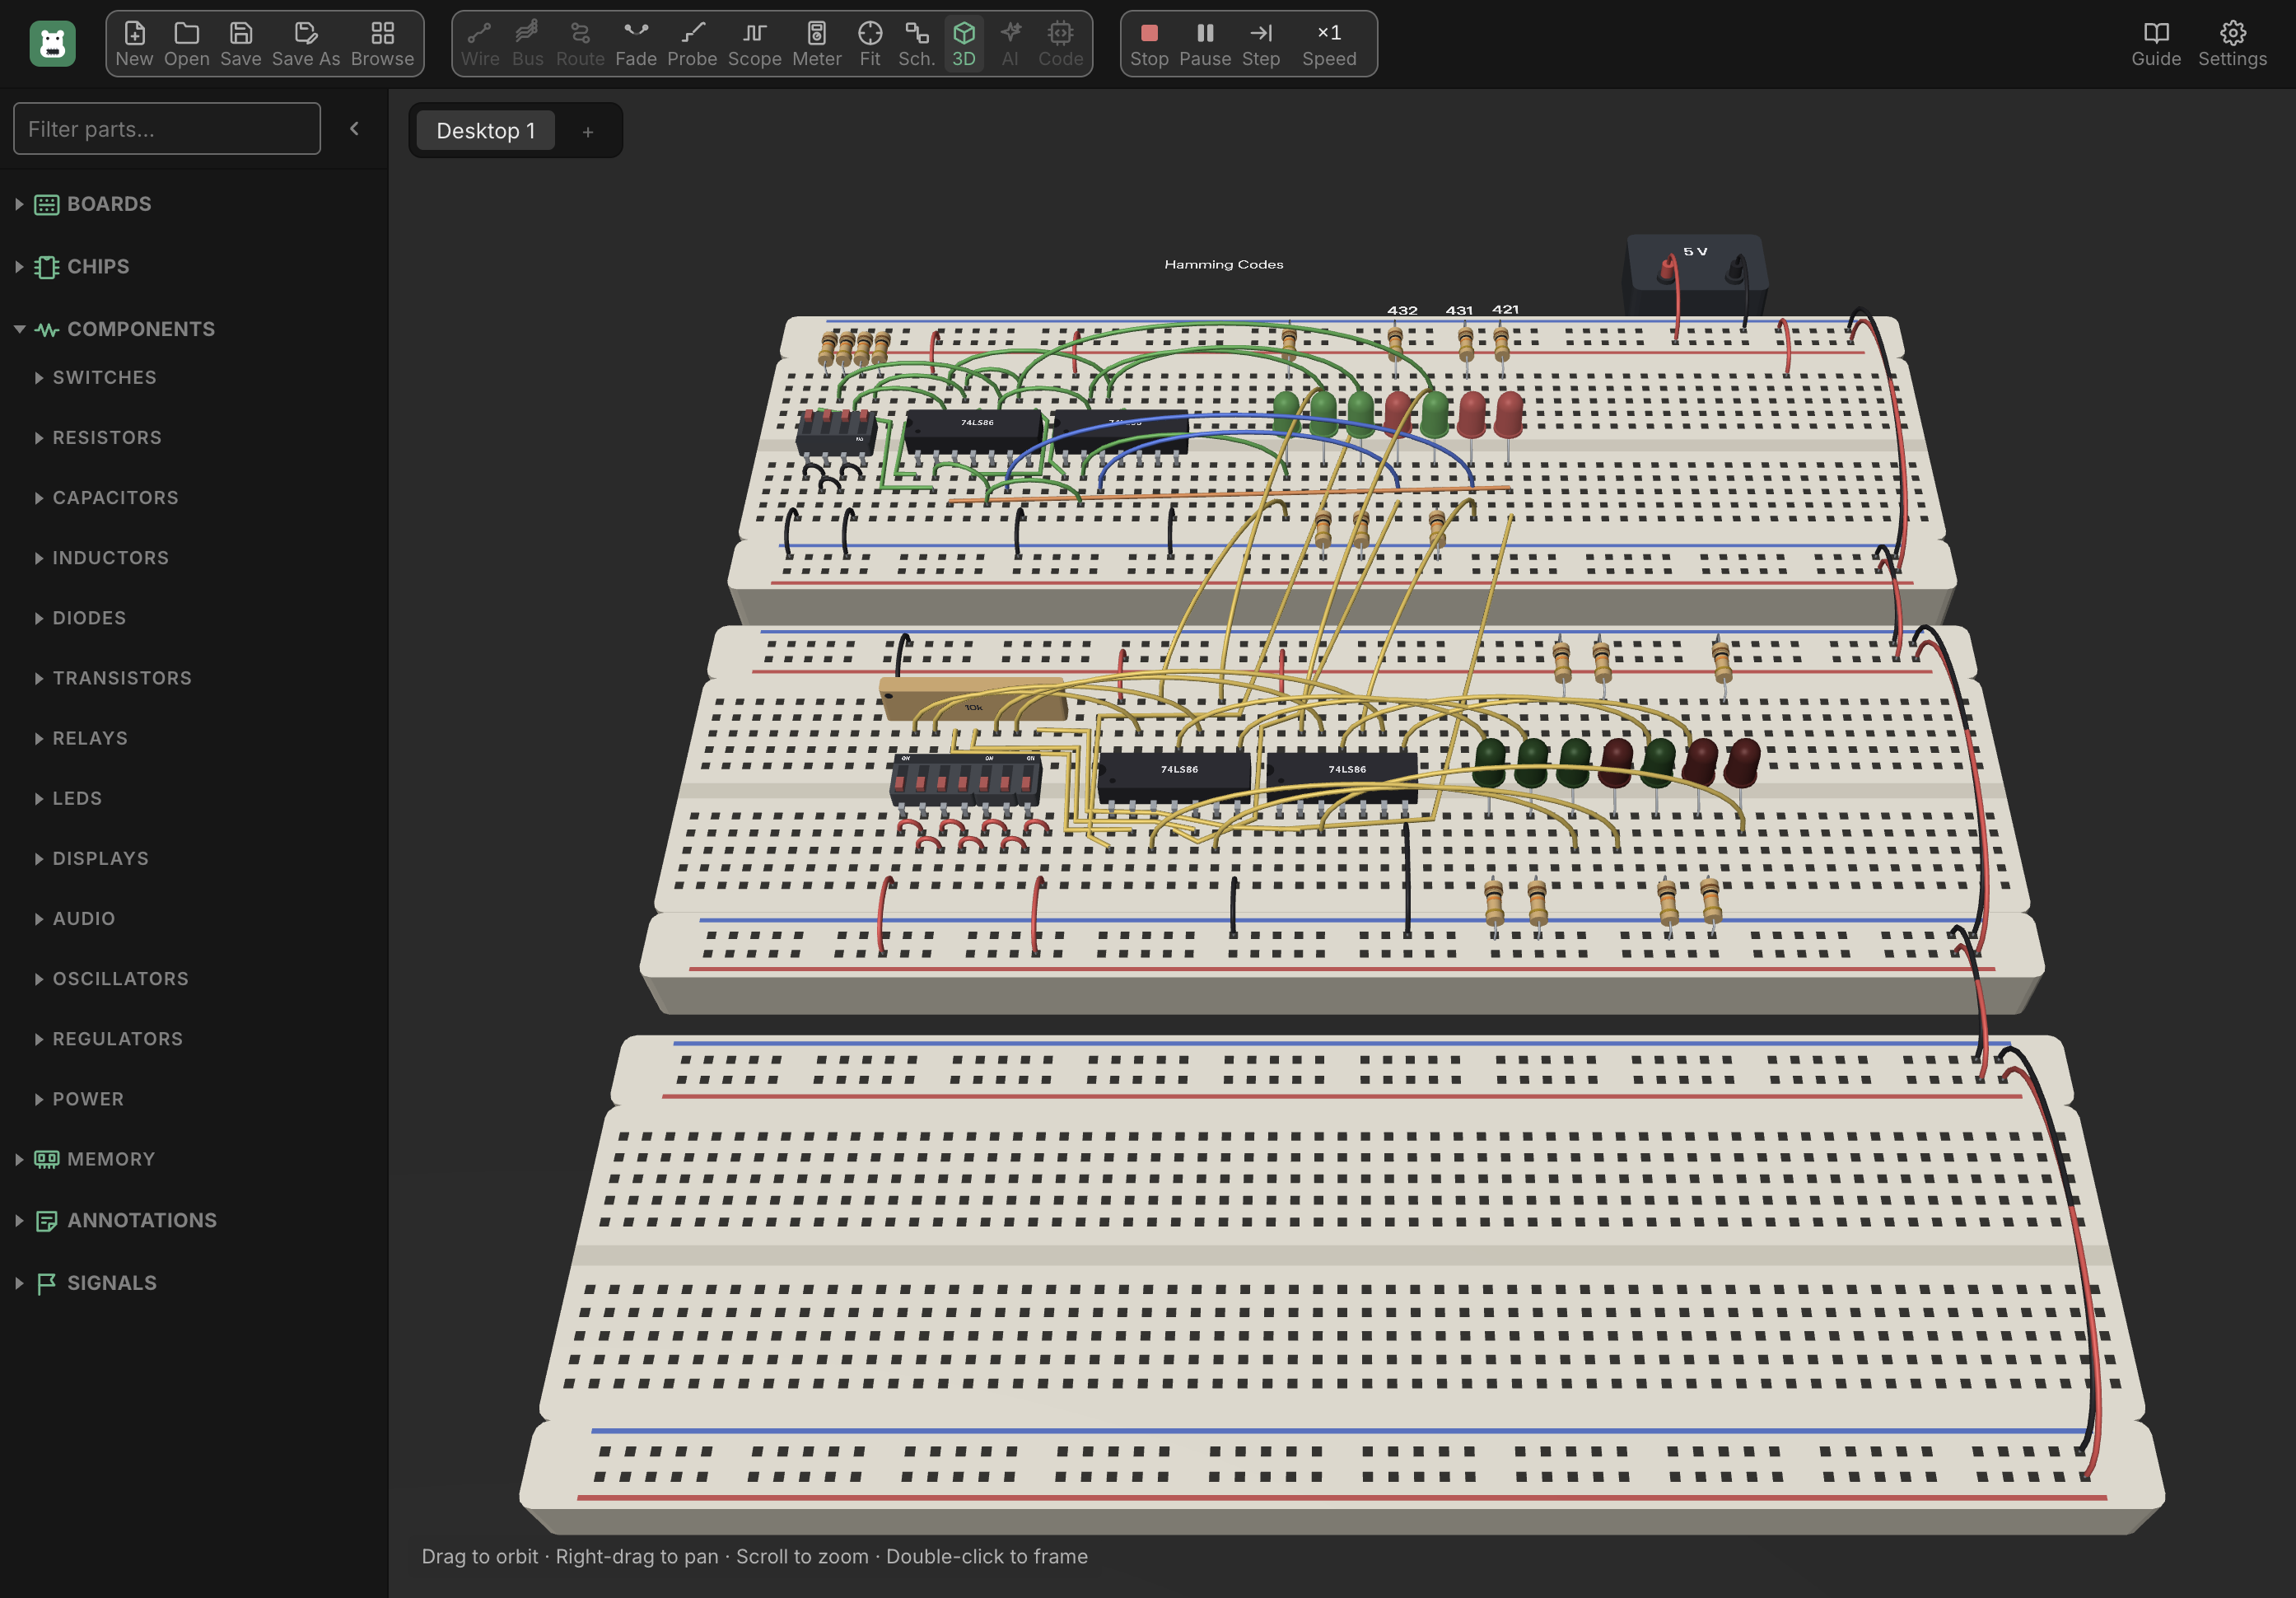 New Open Save Save As Browse
Wire Bus Route Fade Probe Scope Meter Fit Sch. 3D AI Code
Stop Pause Step ×1 Speed
Guide Settings
Filter parts...
Desktop 1 +
BOARDS
CHIPS
COMPONENTS
SWITCHES
RESISTORS
CAPACITORS
INDUCTORS
DIODES
TRANSISTORS
RELAYS
LEDS
DISPLAYS
AUDIO
OSCILLATORS
REGULATORS
POWER
MEMORY
ANNOTATIONS
SIGNALS
Hamming Codes
5 V
432 431 421
74LS86
10k
ON ON ON
74LS86 74LS86
Drag to orbit · Right-drag to pan · Scroll to zoom · Double-click to frame